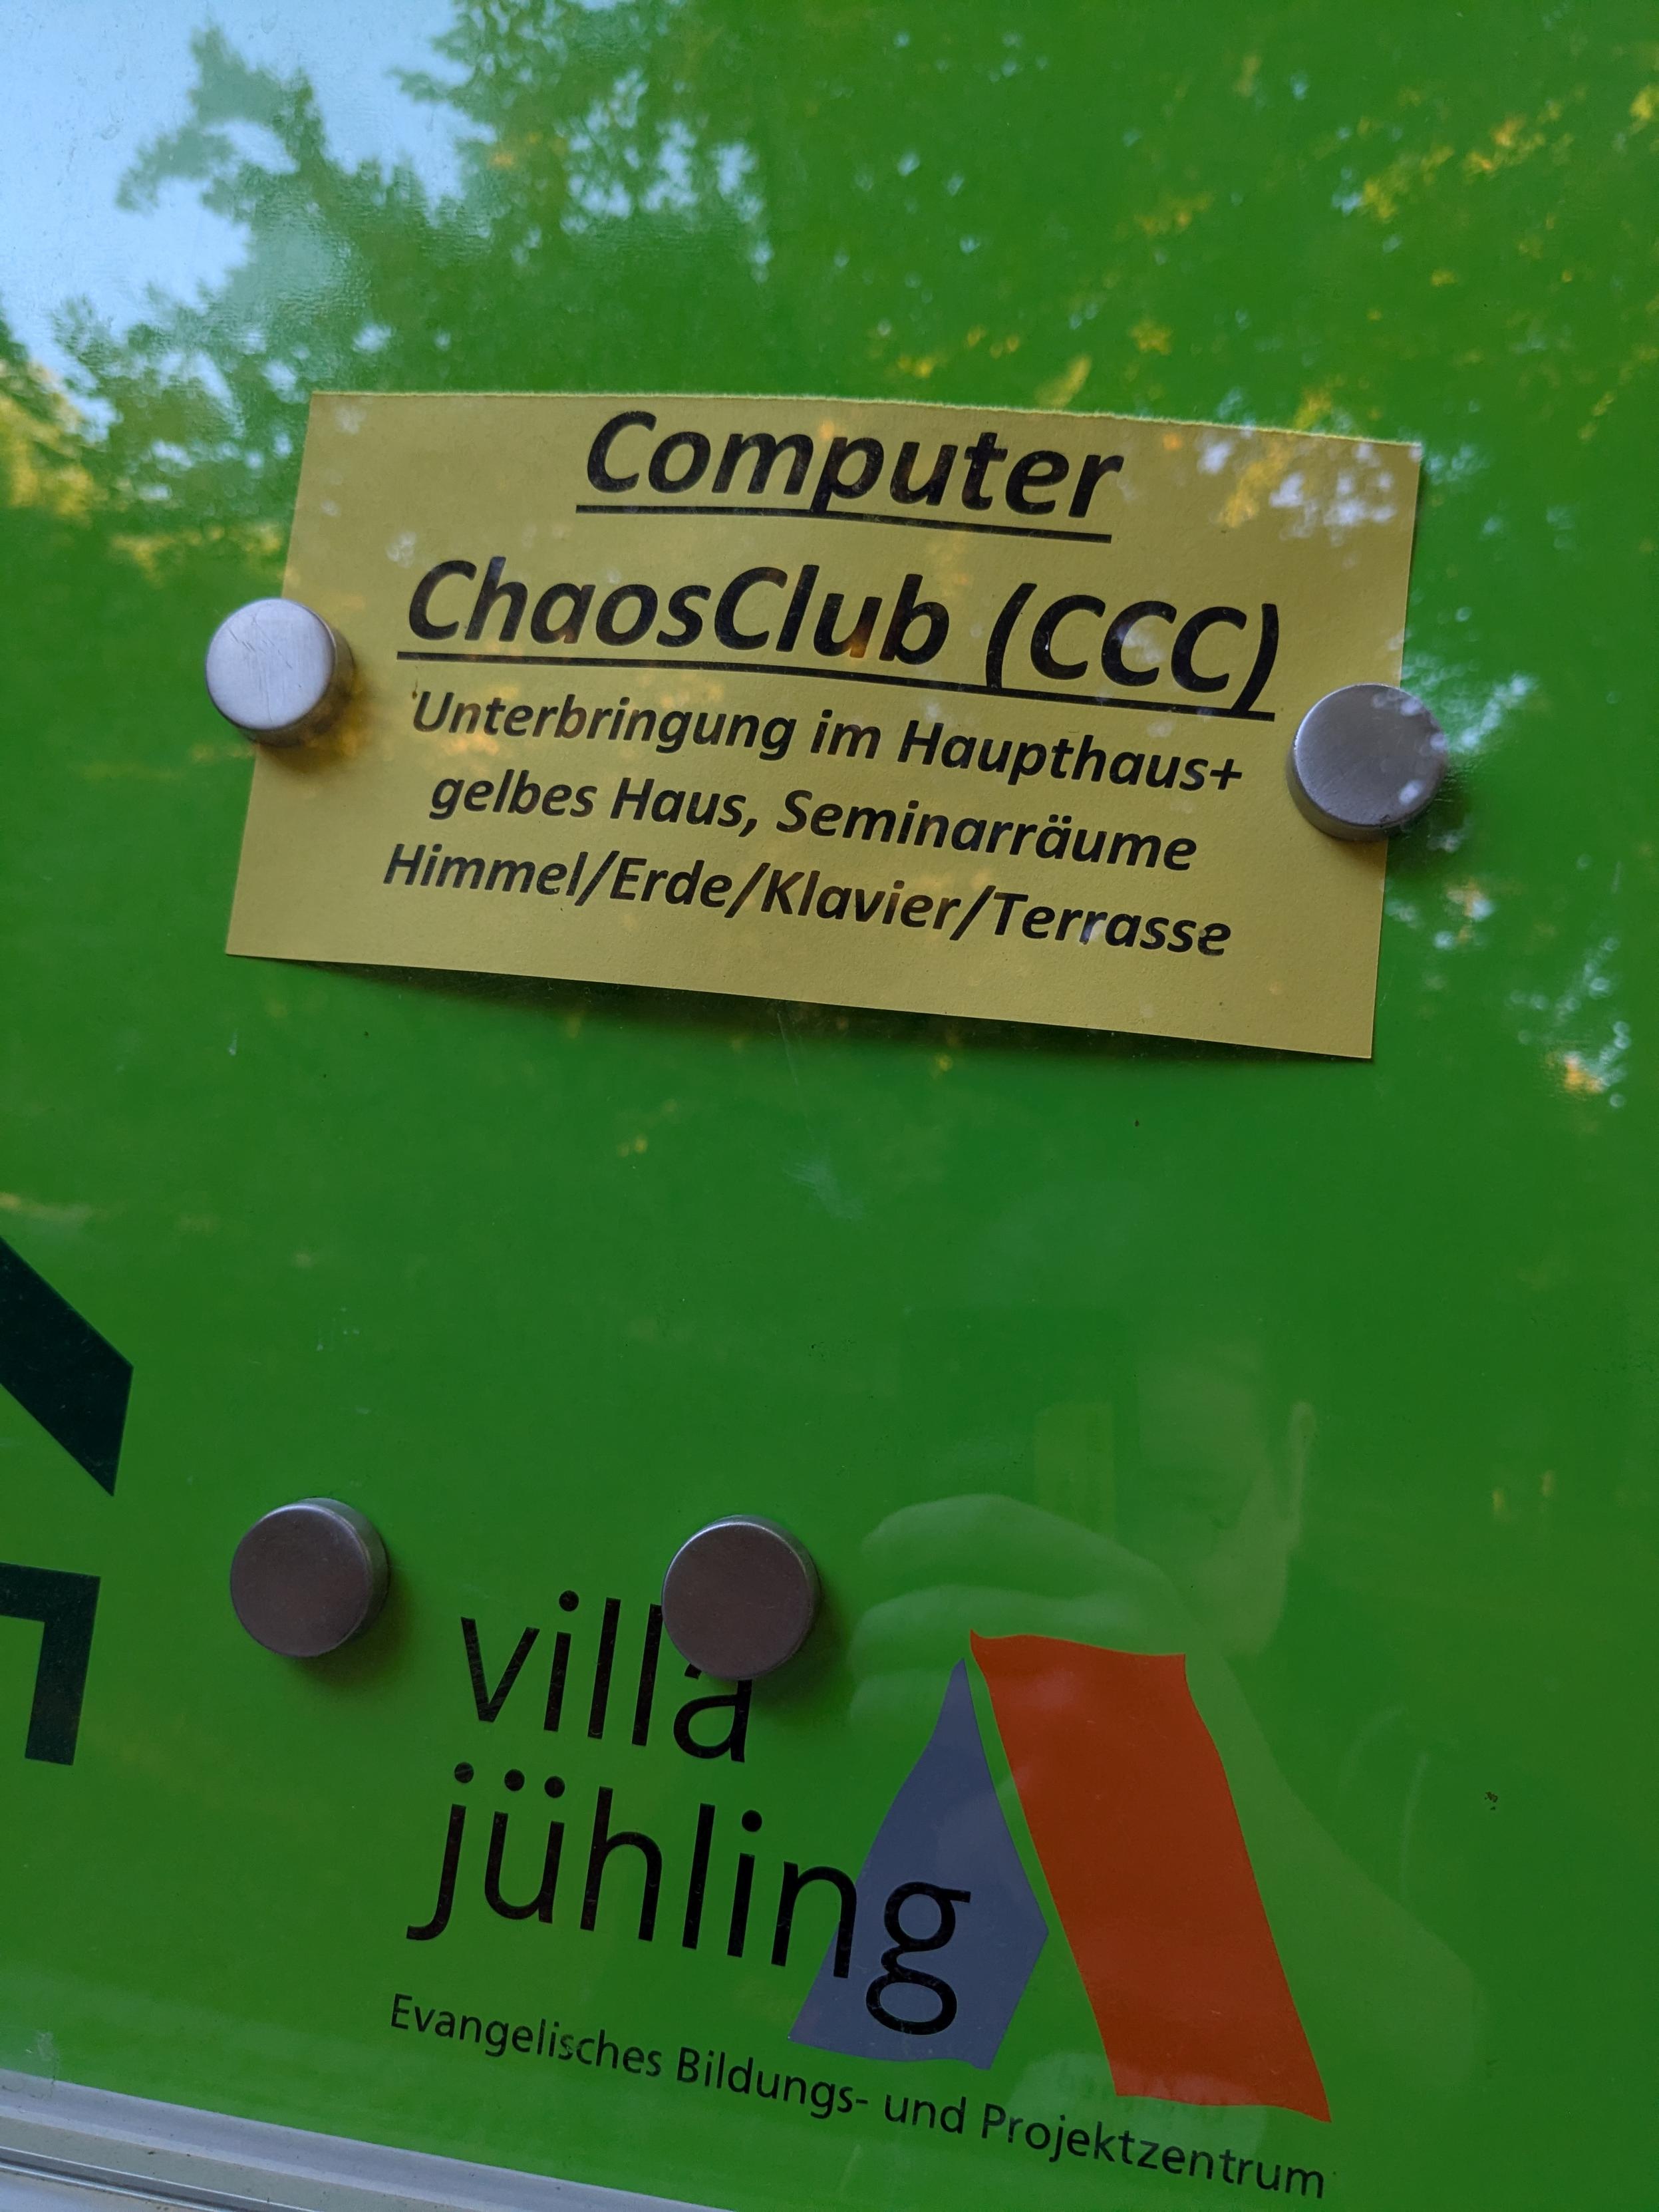 Computer
ChaosClub (CCC)
Unterbringung im Haupthaus+
gelbes Haus, Seminarräume
Himmel/Erde/Klavier/Terrasse
villa
jühling
Evangelisches Bildungs- und Projektzentrum